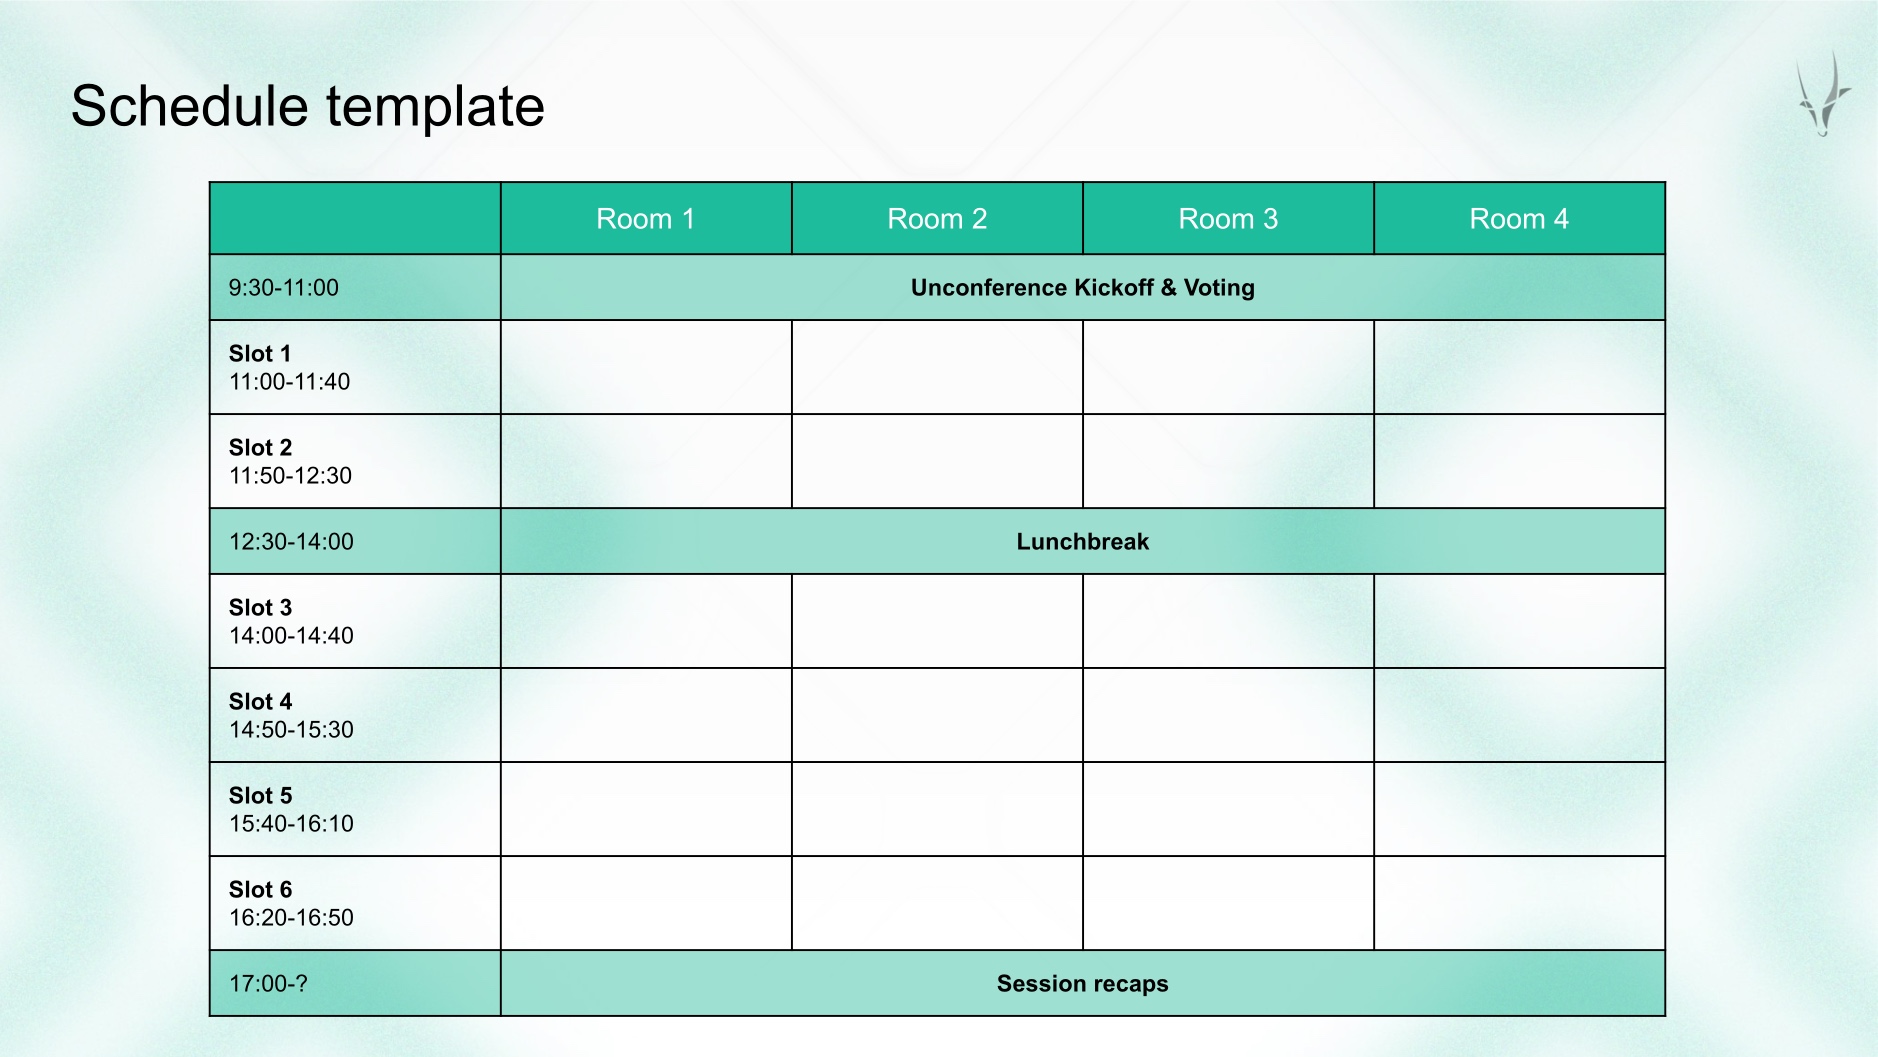 Schedule template
Room 1
Room 2
Room 3
Room 4
9:30-11:00
Unconference Kickoff & Voting
Slot 1
11:00-11:40
Slot 2
11:50-12:30
12:30-14:00
Lunchbreak
Slot 3
14:00-14:40
Slot 4
14:50-15:30
Slot 5
15:40-16:10
Slot 6
16:20-16:50
17:00-?
Session recaps